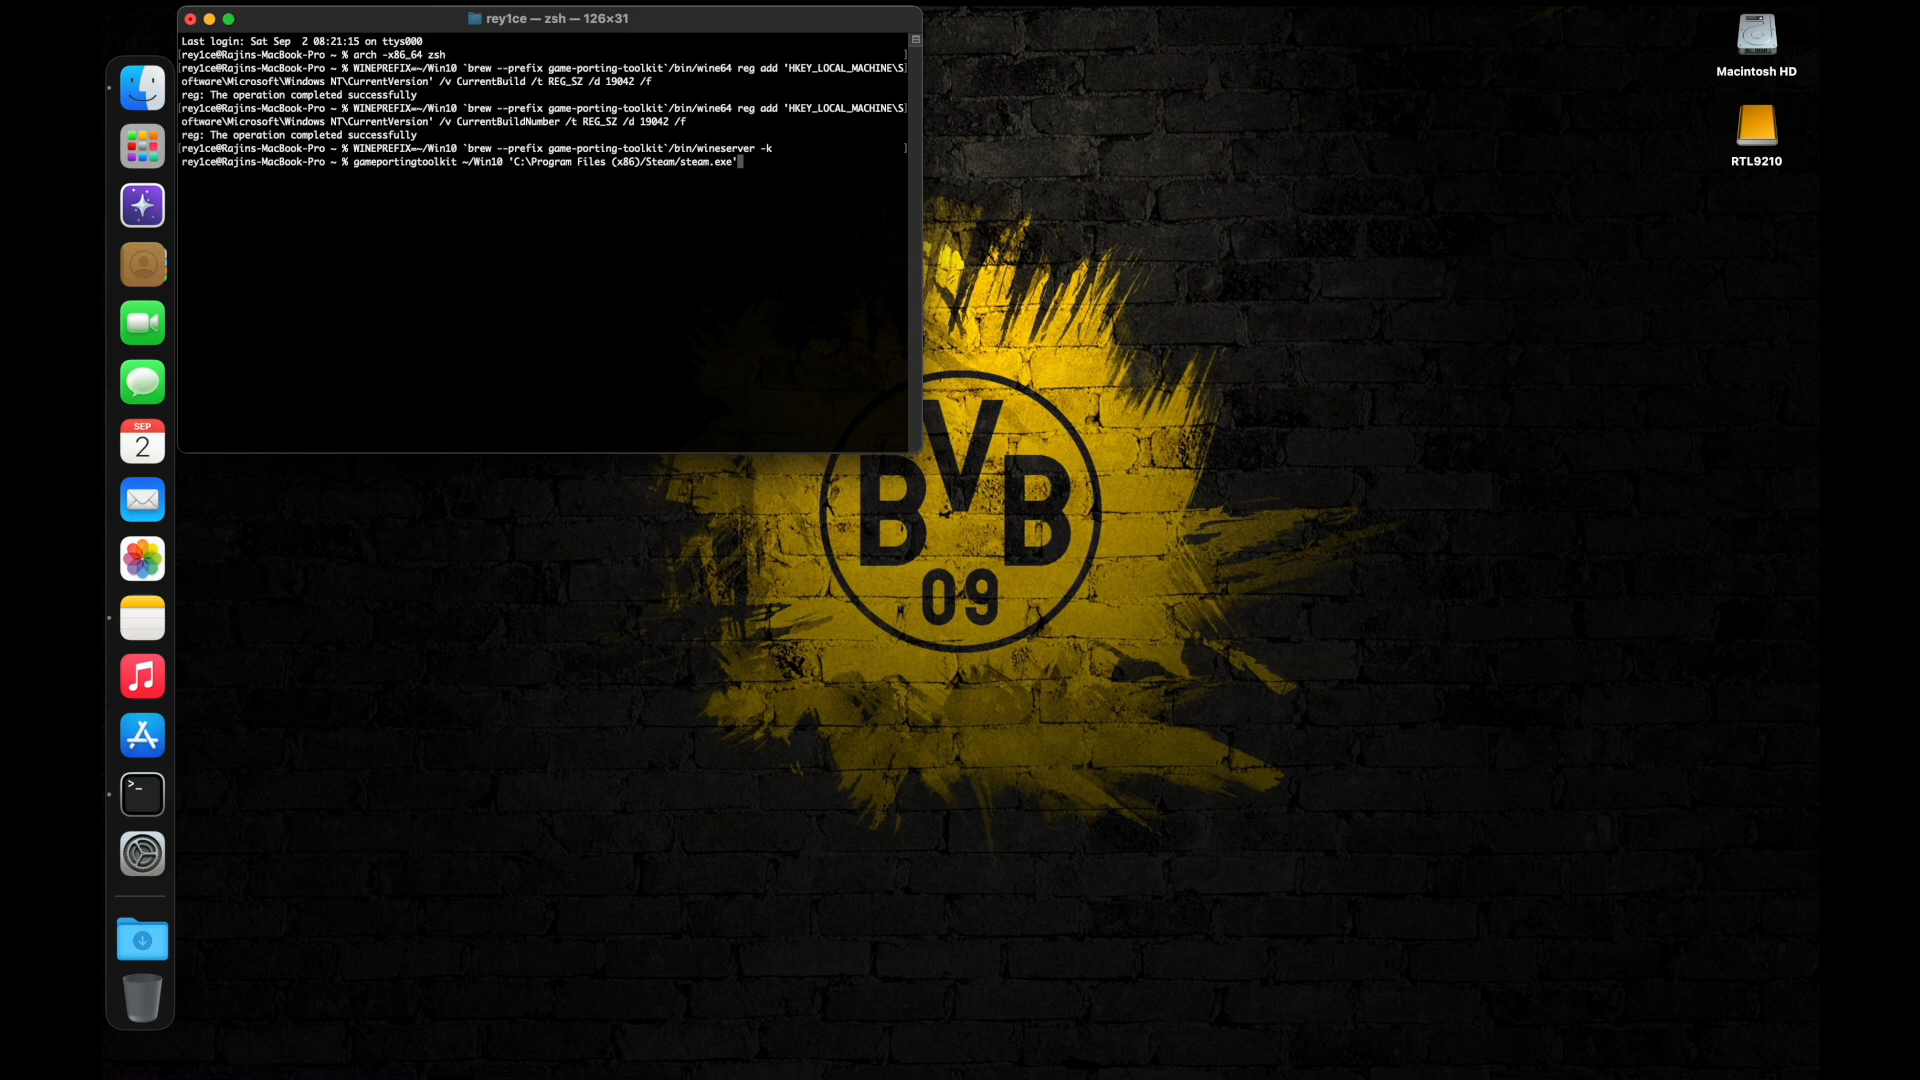 rey1ce — zsh — 126×31
Last login: Sat Sep  2 08:21:15 on ttys000
[rey1ce@Rajins-MacBook-Pro ~ % arch -x86_64 zsh ]
[rey1ce@Rajins-MacBook-Pro ~ % WINEPREFIX=~/Win10 `brew --prefix game-porting-toolkit`/bin/wine64 reg add 'HKEY_LOCAL_MACHINE\S]
oftware\Microsoft\Windows NT\CurrentVersion' /v CurrentBuild /t REG_SZ /d 19042 /f
reg: The operation completed successfully
[rey1ce@Rajins-MacBook-Pro ~ % WINEPREFIX=~/Win10 `brew --prefix game-porting-toolkit`/bin/wine64 reg add 'HKEY_LOCAL_MACHINE\S]
oftware\Microsoft\Windows NT\CurrentVersion' /v CurrentBuildNumber /t REG_SZ /d 19042 /f
reg: The operation completed successfully
[rey1ce@Rajins-MacBook-Pro ~ % WINEPREFIX=~/Win10 `brew --prefix game-porting-toolkit`/bin/wineserver -k ]
rey1ce@Rajins-MacBook-Pro ~ % gameportingtoolkit ~/Win10 'C:\Program Files (x86)/Steam/steam.exe'
Macintosh HD
RTL9210
SEP
2
>_
BVB
09